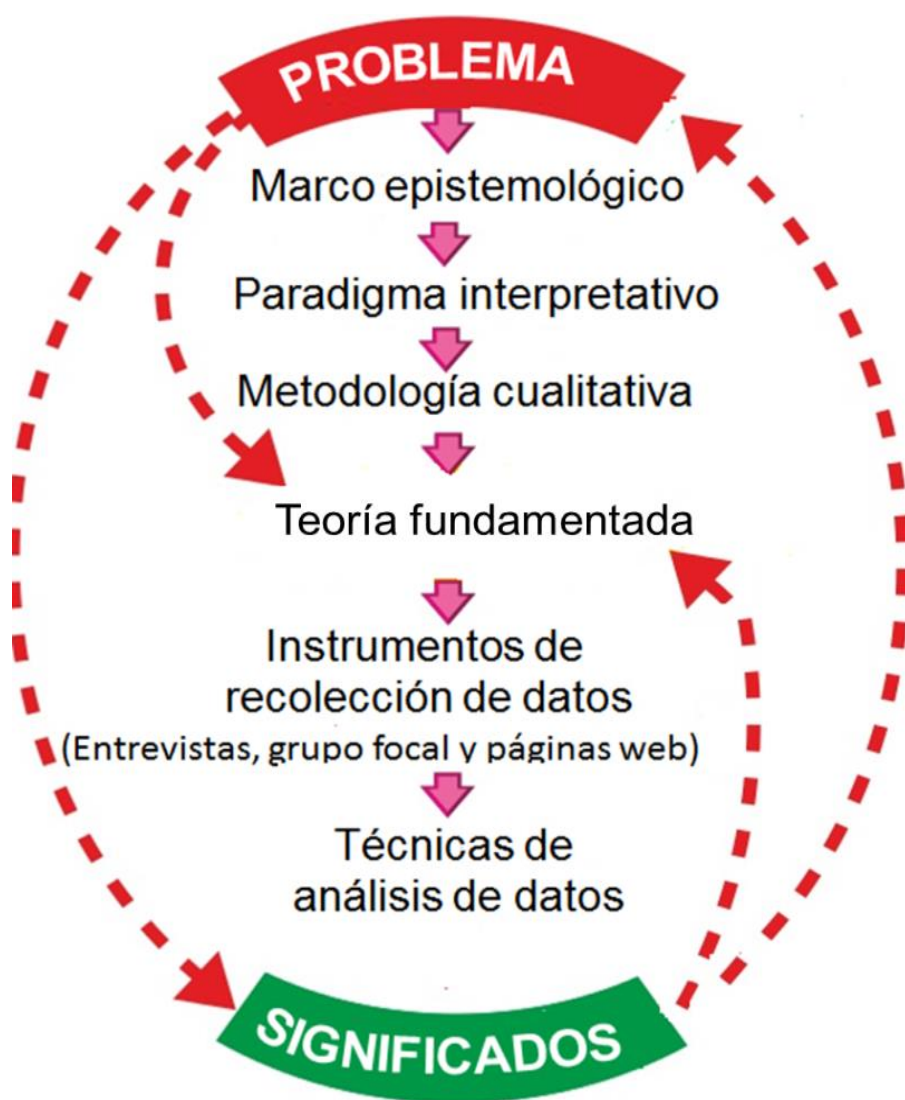 PROBLEMA
Marco epistemológico
Paradigma interpretativo
Metodología cualitativa
Teoría fundamentada
Instrumentos de
recolección de datos
(Entrevistas, grupo focal y páginas web)
Técnicas de
análisis de datos
SIGNIFICADOS